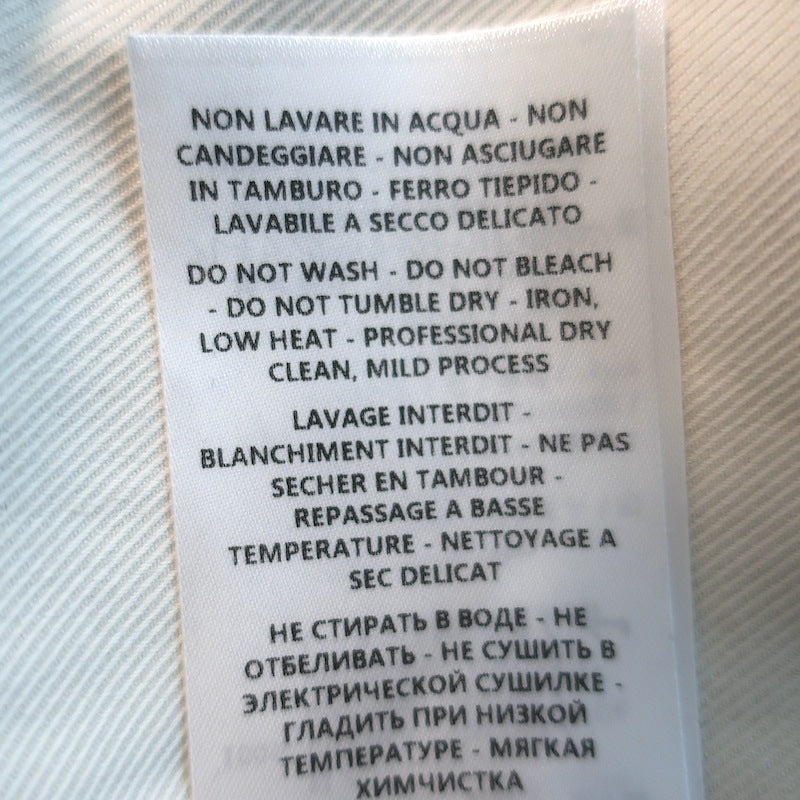 NON LAVARE IN ACQUA - NON
CANDEGGIARE - NON ASCIUGARE
IN TAMBURO - FERRO TIEPIDO -
LAVABILE A SECCO DELICATO
DO NOT WASH - DO NOT BLEACH
- DO NOT TUMBLE DRY - IRON,
LOW HEAT - PROFESSIONAL DRY
CLEAN, MILD PROCESS
LAVAGE INTERDIT -
BLANCHIMENT INTERDIT - NE PAS
SECHER EN TAMBOUR -
REPASSAGE A BASSE
TEMPERATURE - NETTOYAGE A
SEC DELICAT
НЕ СТИРАТЬ В ВОДЕ - НЕ
ОТБЕЛИВАТЬ - НЕ СУШИТЬ В
ЭЛЕКТРИЧЕСКОЙ СУШИЛКЕ -
ГЛАДИТЬ ПРИ НИЗКОЙ
ТЕМПЕРАТУРЕ - МЯГКАЯ
ХИМЧИСТКА